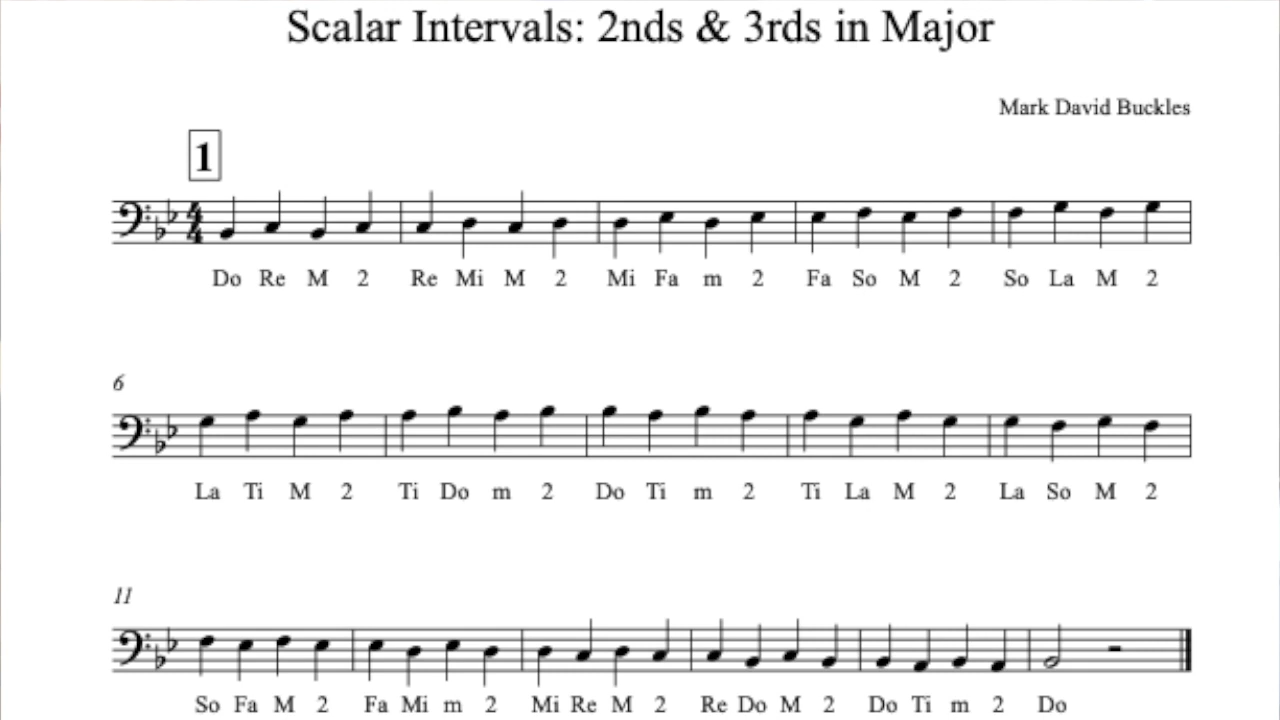 Scalar Intervals: 2nds & 3rds in Major
Mark David Buckles
1
4
4
Do Re M 2 Re Mi M 2 Mi Fa m 2 Fa So M 2 So La M 2
6
La Ti M 2 Ti Do m 2 Do Ti m 2 Ti La M 2 La So M 2
11
So Fa M 2 Fa Mi m 2 Mi Re M 2 Re Do M 2 Do Ti m 2 Do